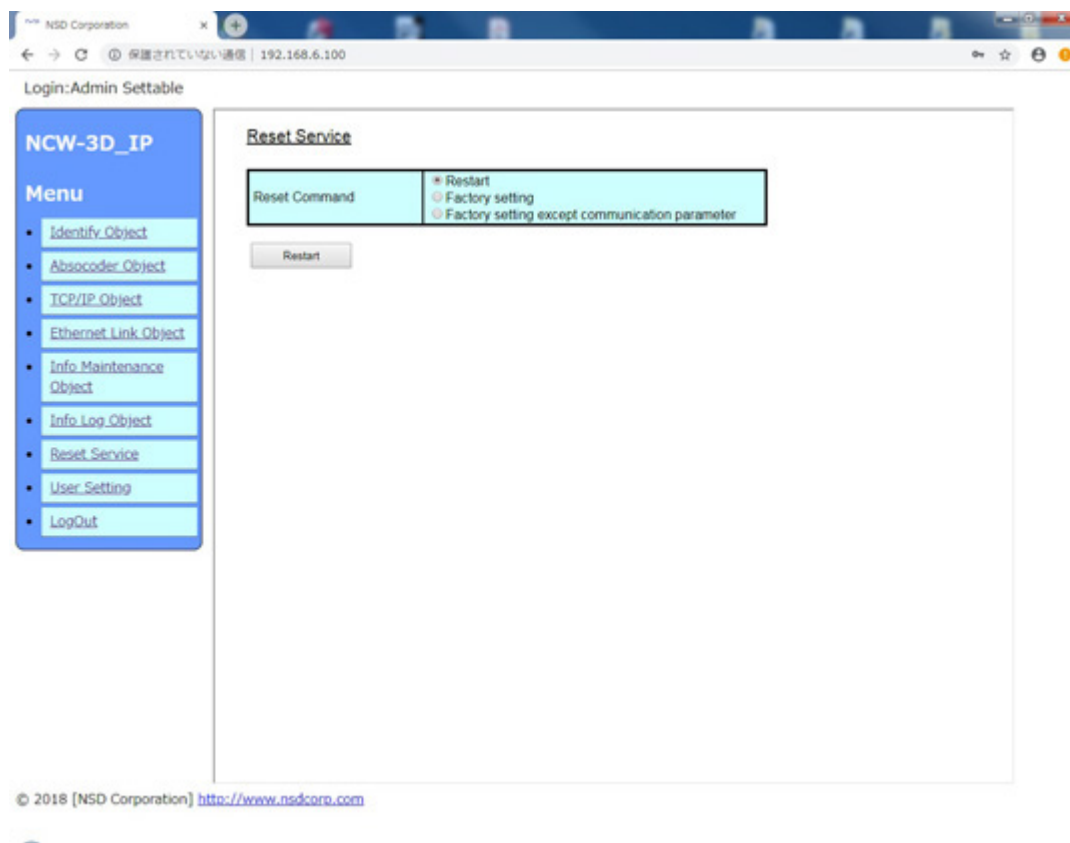 NSD Corporation
保護されていない通信 | 192.168.6.100
Login:Admin Settable
NCW-3D_IP
Menu
Identify Object
Absocoder Object
TCP/IP Object
Ethernet Link Object
Info Maintenance
Object
Info Log Object
Reset Service
User Setting
LogOut
Reset Service
Reset Command
Restart
Factory setting
Factory setting except communication parameter
Restart
© 2018 [NSD Corporation] http://www.nsdcorp.com